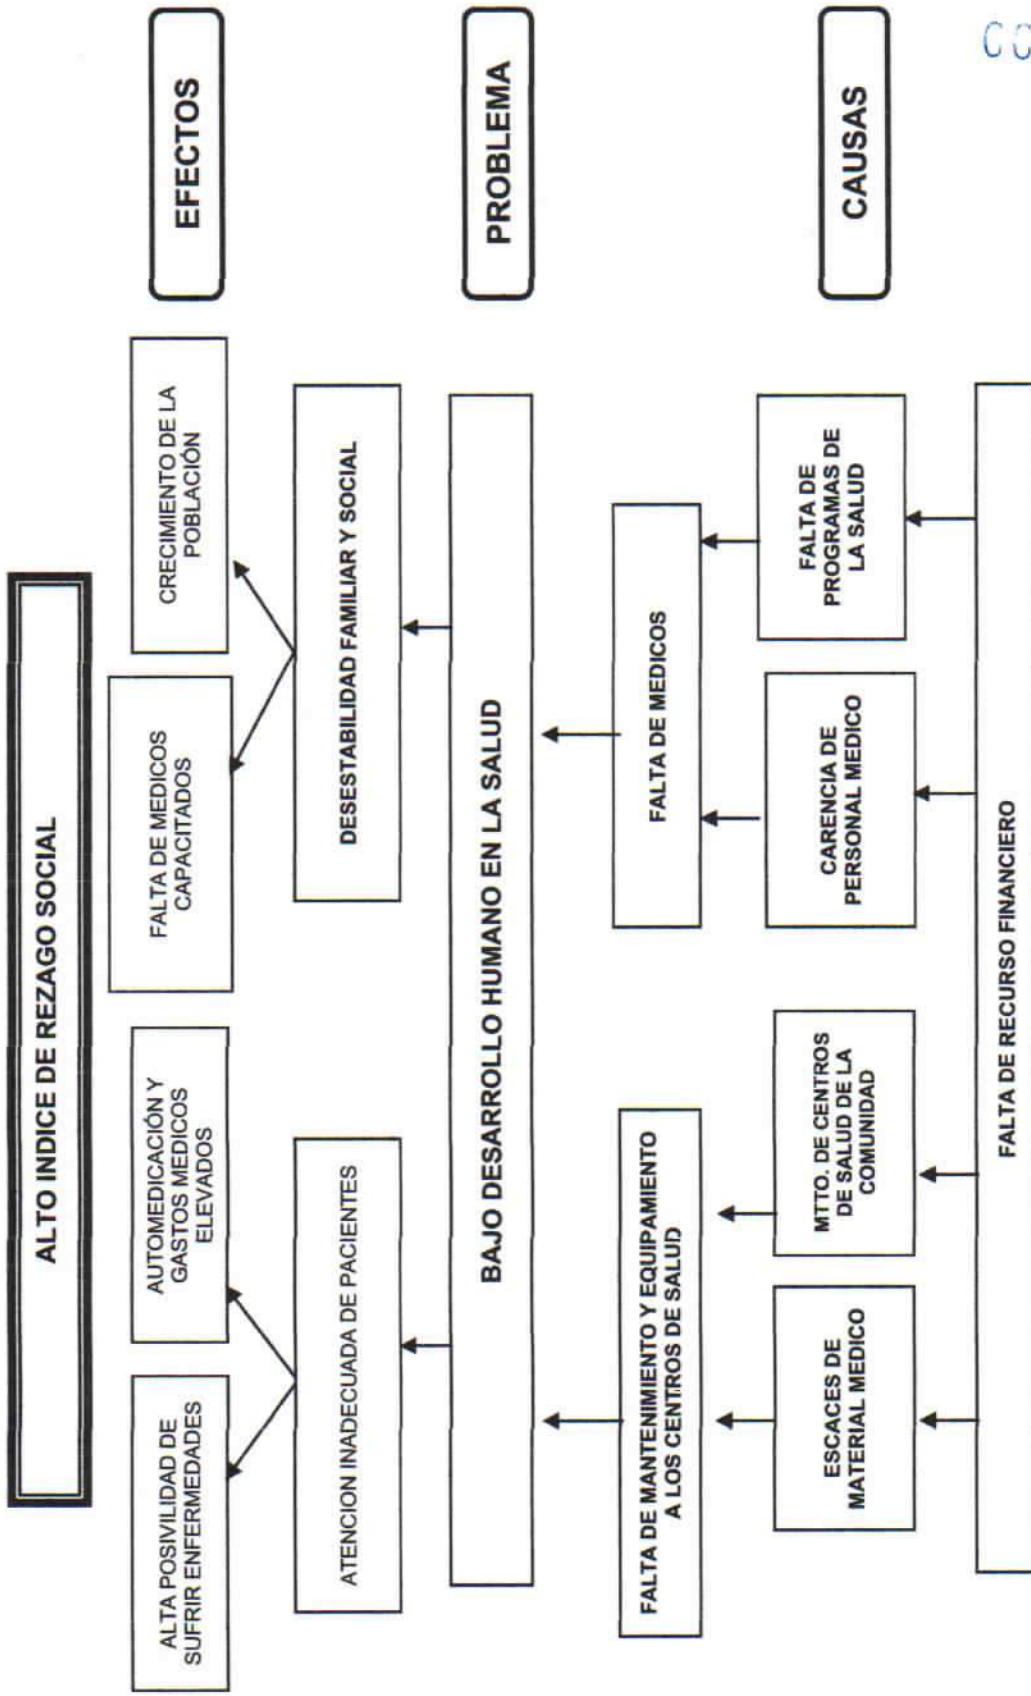 ALTO INDICE DE REZAGO SOCIAL
ALTA POSIVILIDAD DE
SUFRIR ENFERMEDADES
AUTOMEDICACIÓN Y
GASTOS MEDICOS
ELEVADOS
FALTA DE MEDICOS
CAPACITADOS
CRECIMIENTO DE LA
POBLACIÓN
EFECTOS
ATENCION INADECUADA DE PACIENTES
DESESTABILIDAD FAMILIAR Y SOCIAL
BAJO DESARROLLO HUMANO EN LA SALUD
PROBLEMA
FALTA DE MANTENIMIENTO Y EQUIPAMIENTO
A LOS CENTROS DE SALUD
FALTA DE MEDICOS
ESCACES DE
MATERIAL MEDICO
MTTO. DE CENTROS
DE SALUD DE LA
COMUNIDAD
CARENCIA DE
PERSONAL MEDICO
FALTA DE
PROGRAMAS DE
LA SALUD
CAUSAS
FALTA DE RECURSO FINANCIERO